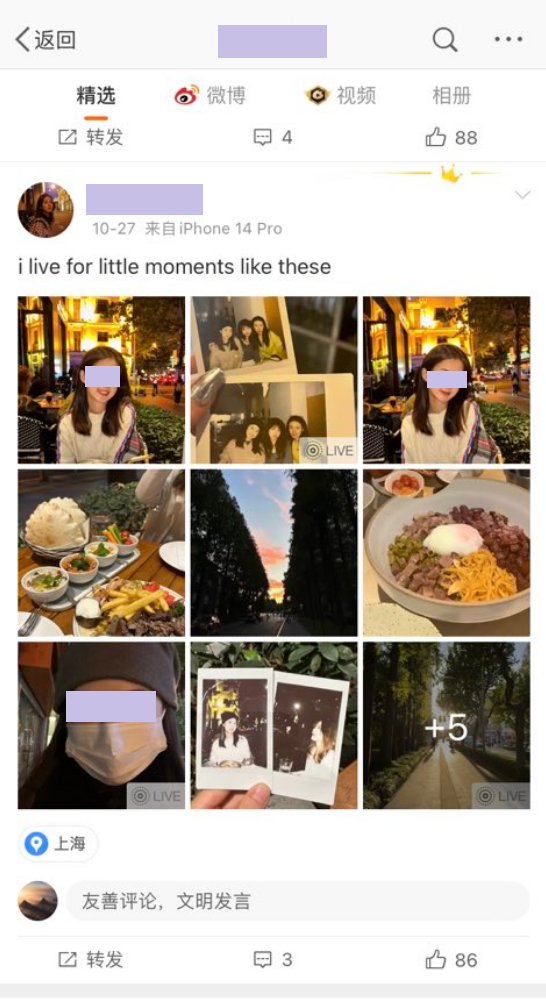 返回
精选
微博
视频
相册
转发
4
88
10-27 来自iPhone 14 Pro
i live for little moments like these
LIVE
LIVE
+5
LIVE
上海
友善评论，文明发言
转发
3
86